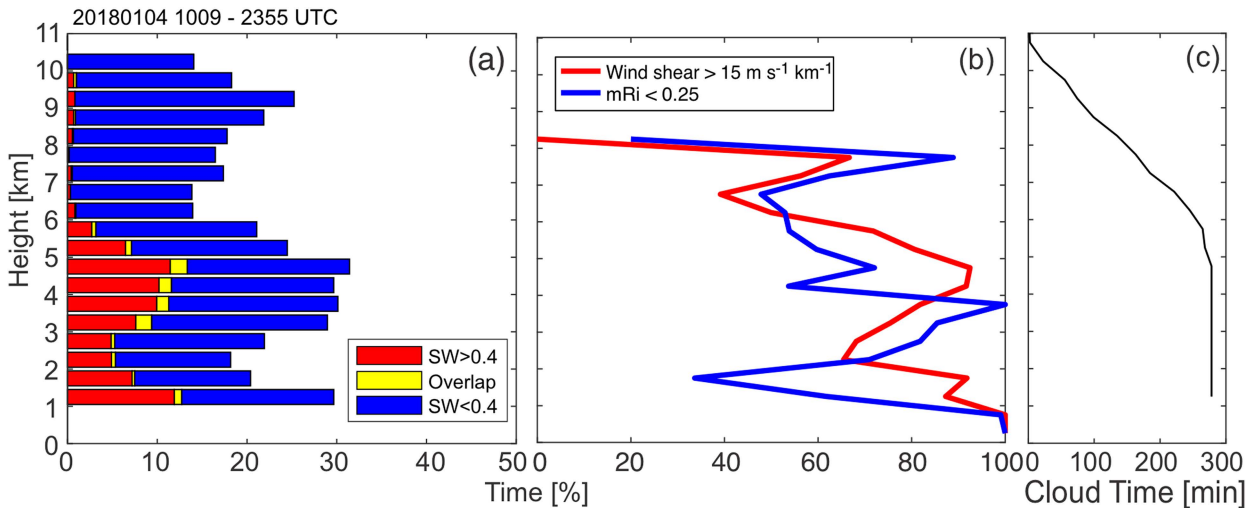 20180104 1009 - 2355 UTC
11
10
9
8
7
6
5
4
3
2
1
0
Height [km]
(a)
SW>0.4
Overlap
SW<0.4
0 10 20 30 40 50
(b)
Wind shear > 15 m s⁻¹ km⁻¹
mRi < 0.25
0 20 40 60 80 100
Time [%]
(c)
0 100 200 300
Cloud Time [min]